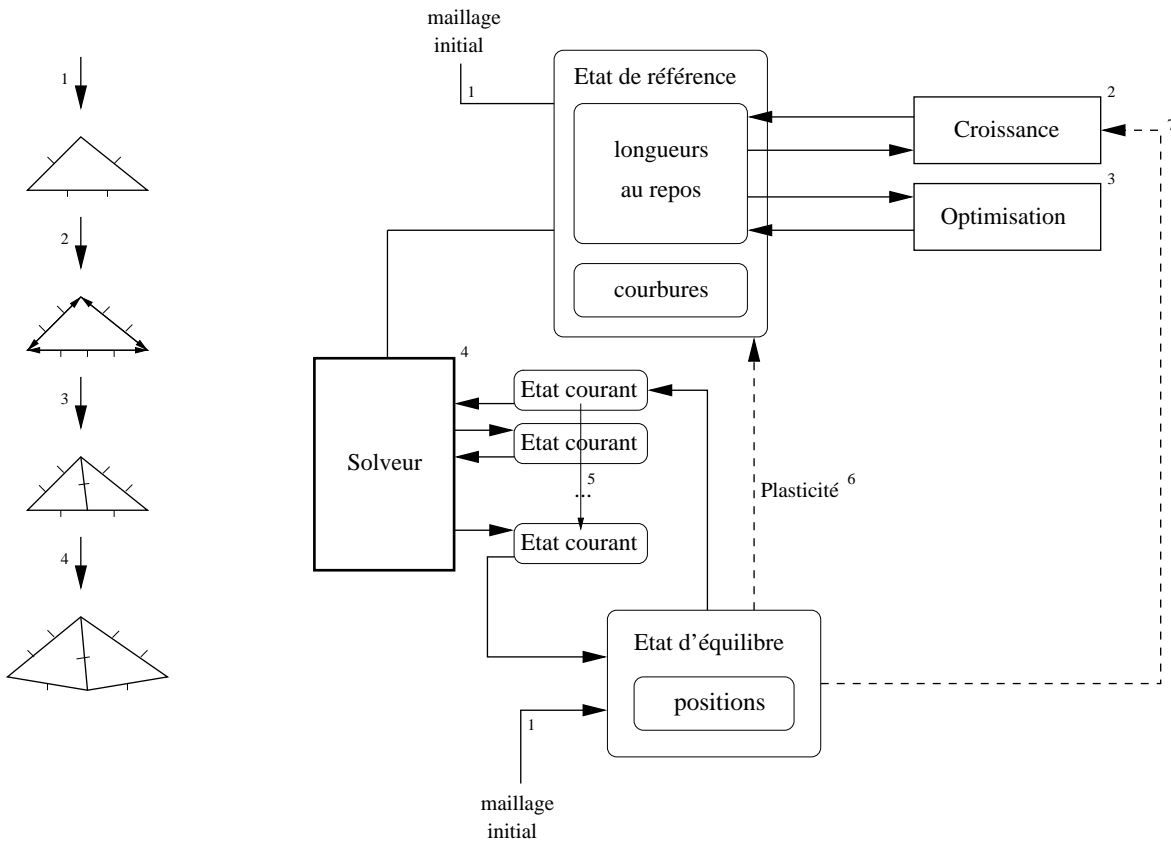 maillage
initial
1
Etat de référence
longueurs
au repos
courbures
2
Croissance
7
3
Optimisation
1
2
3
4
4
Solveur
Etat courant
Etat courant
5
...
Etat courant
Plasticité 6
Etat d'équilibre
positions
1
maillage
initial